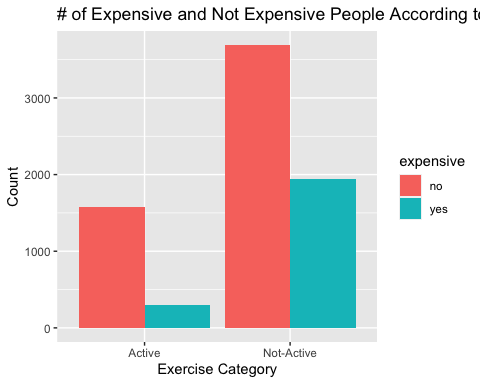 # of Expensive and Not Expensive People According to
3000
2000
1000
0
Count
Active
Not-Active
Exercise Category
expensive
no
yes